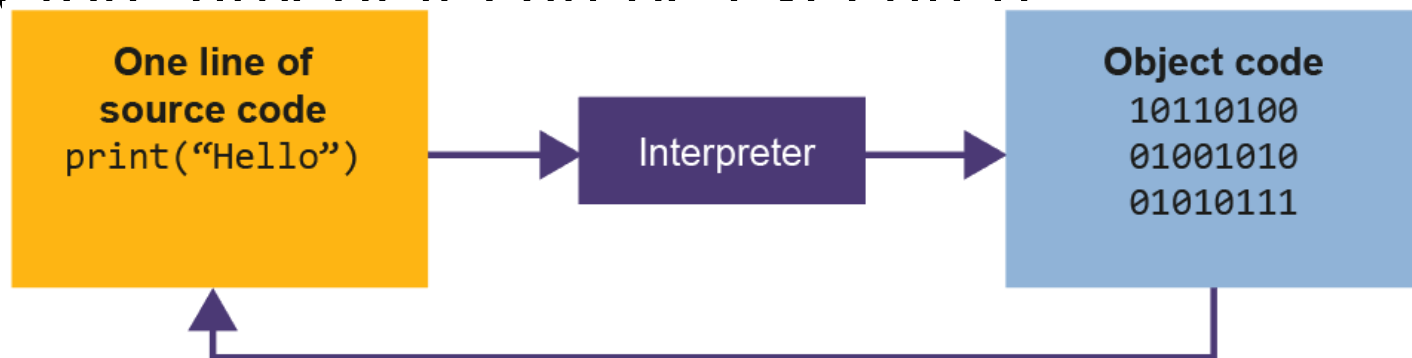 One line of
source code
print(“Hello”)
Interpreter
Object code
10110100
01001010
01010111